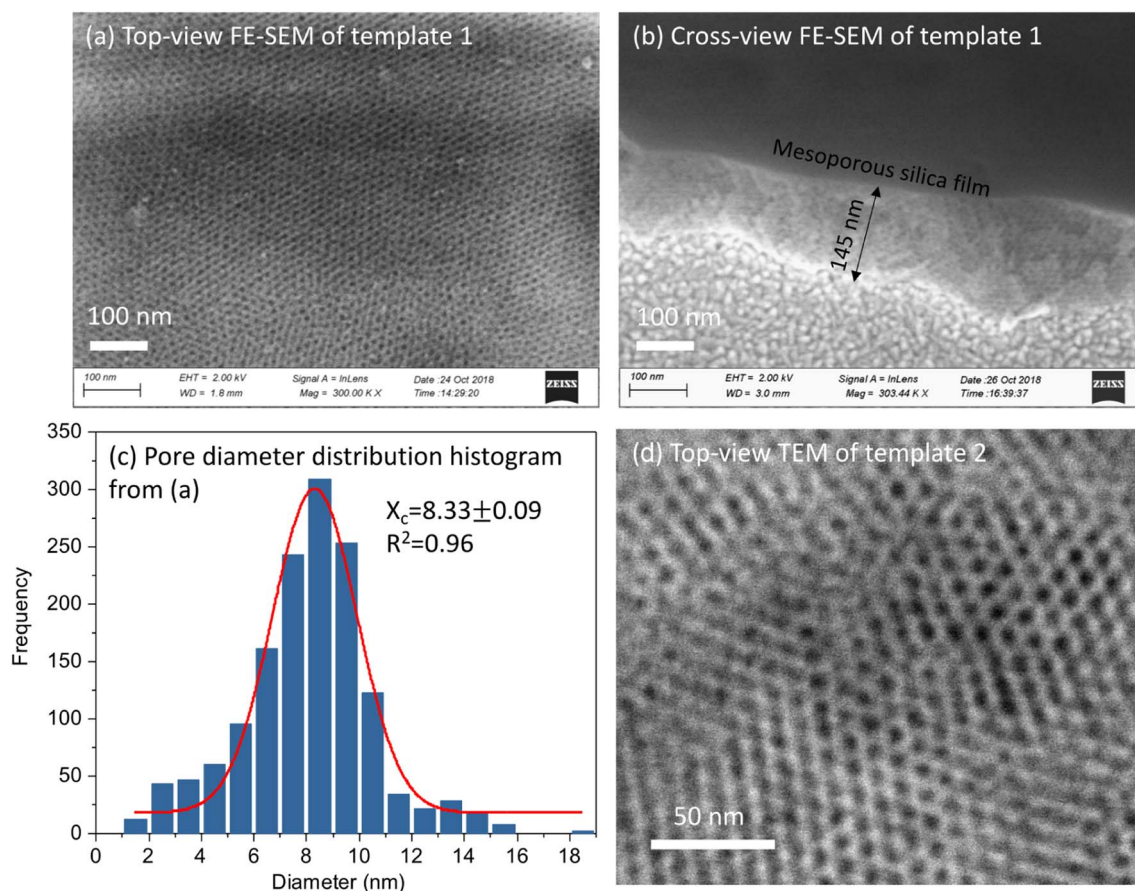 (a) Top-view FE-SEM of template 1
100 nm
100 nm
EHT = 2.00 kV
WD = 1.8 mm
Signal A = InLens
Mag = 300.00 K X
Date :24 Oct 2018
Time :14:29:20
ZEISS
(b) Cross-view FE-SEM of template 1
Mesoporous silica film
145 nm
100 nm
100 nm
EHT = 2.00 kV
WD = 3.0 mm
Signal A = InLens
Mag = 303.44 K X
Date :26 Oct 2018
Time :16:39:37
ZEISS
(c) Pore diameter distribution histogram
from (a)
Xc=8.33±0.09
R²=0.96
350
300
250
200
150
100
50
0
Frequency
0 2 4 6 8 10 12 14 16 18
Diameter (nm)
(d) Top-view TEM of template 2
50 nm